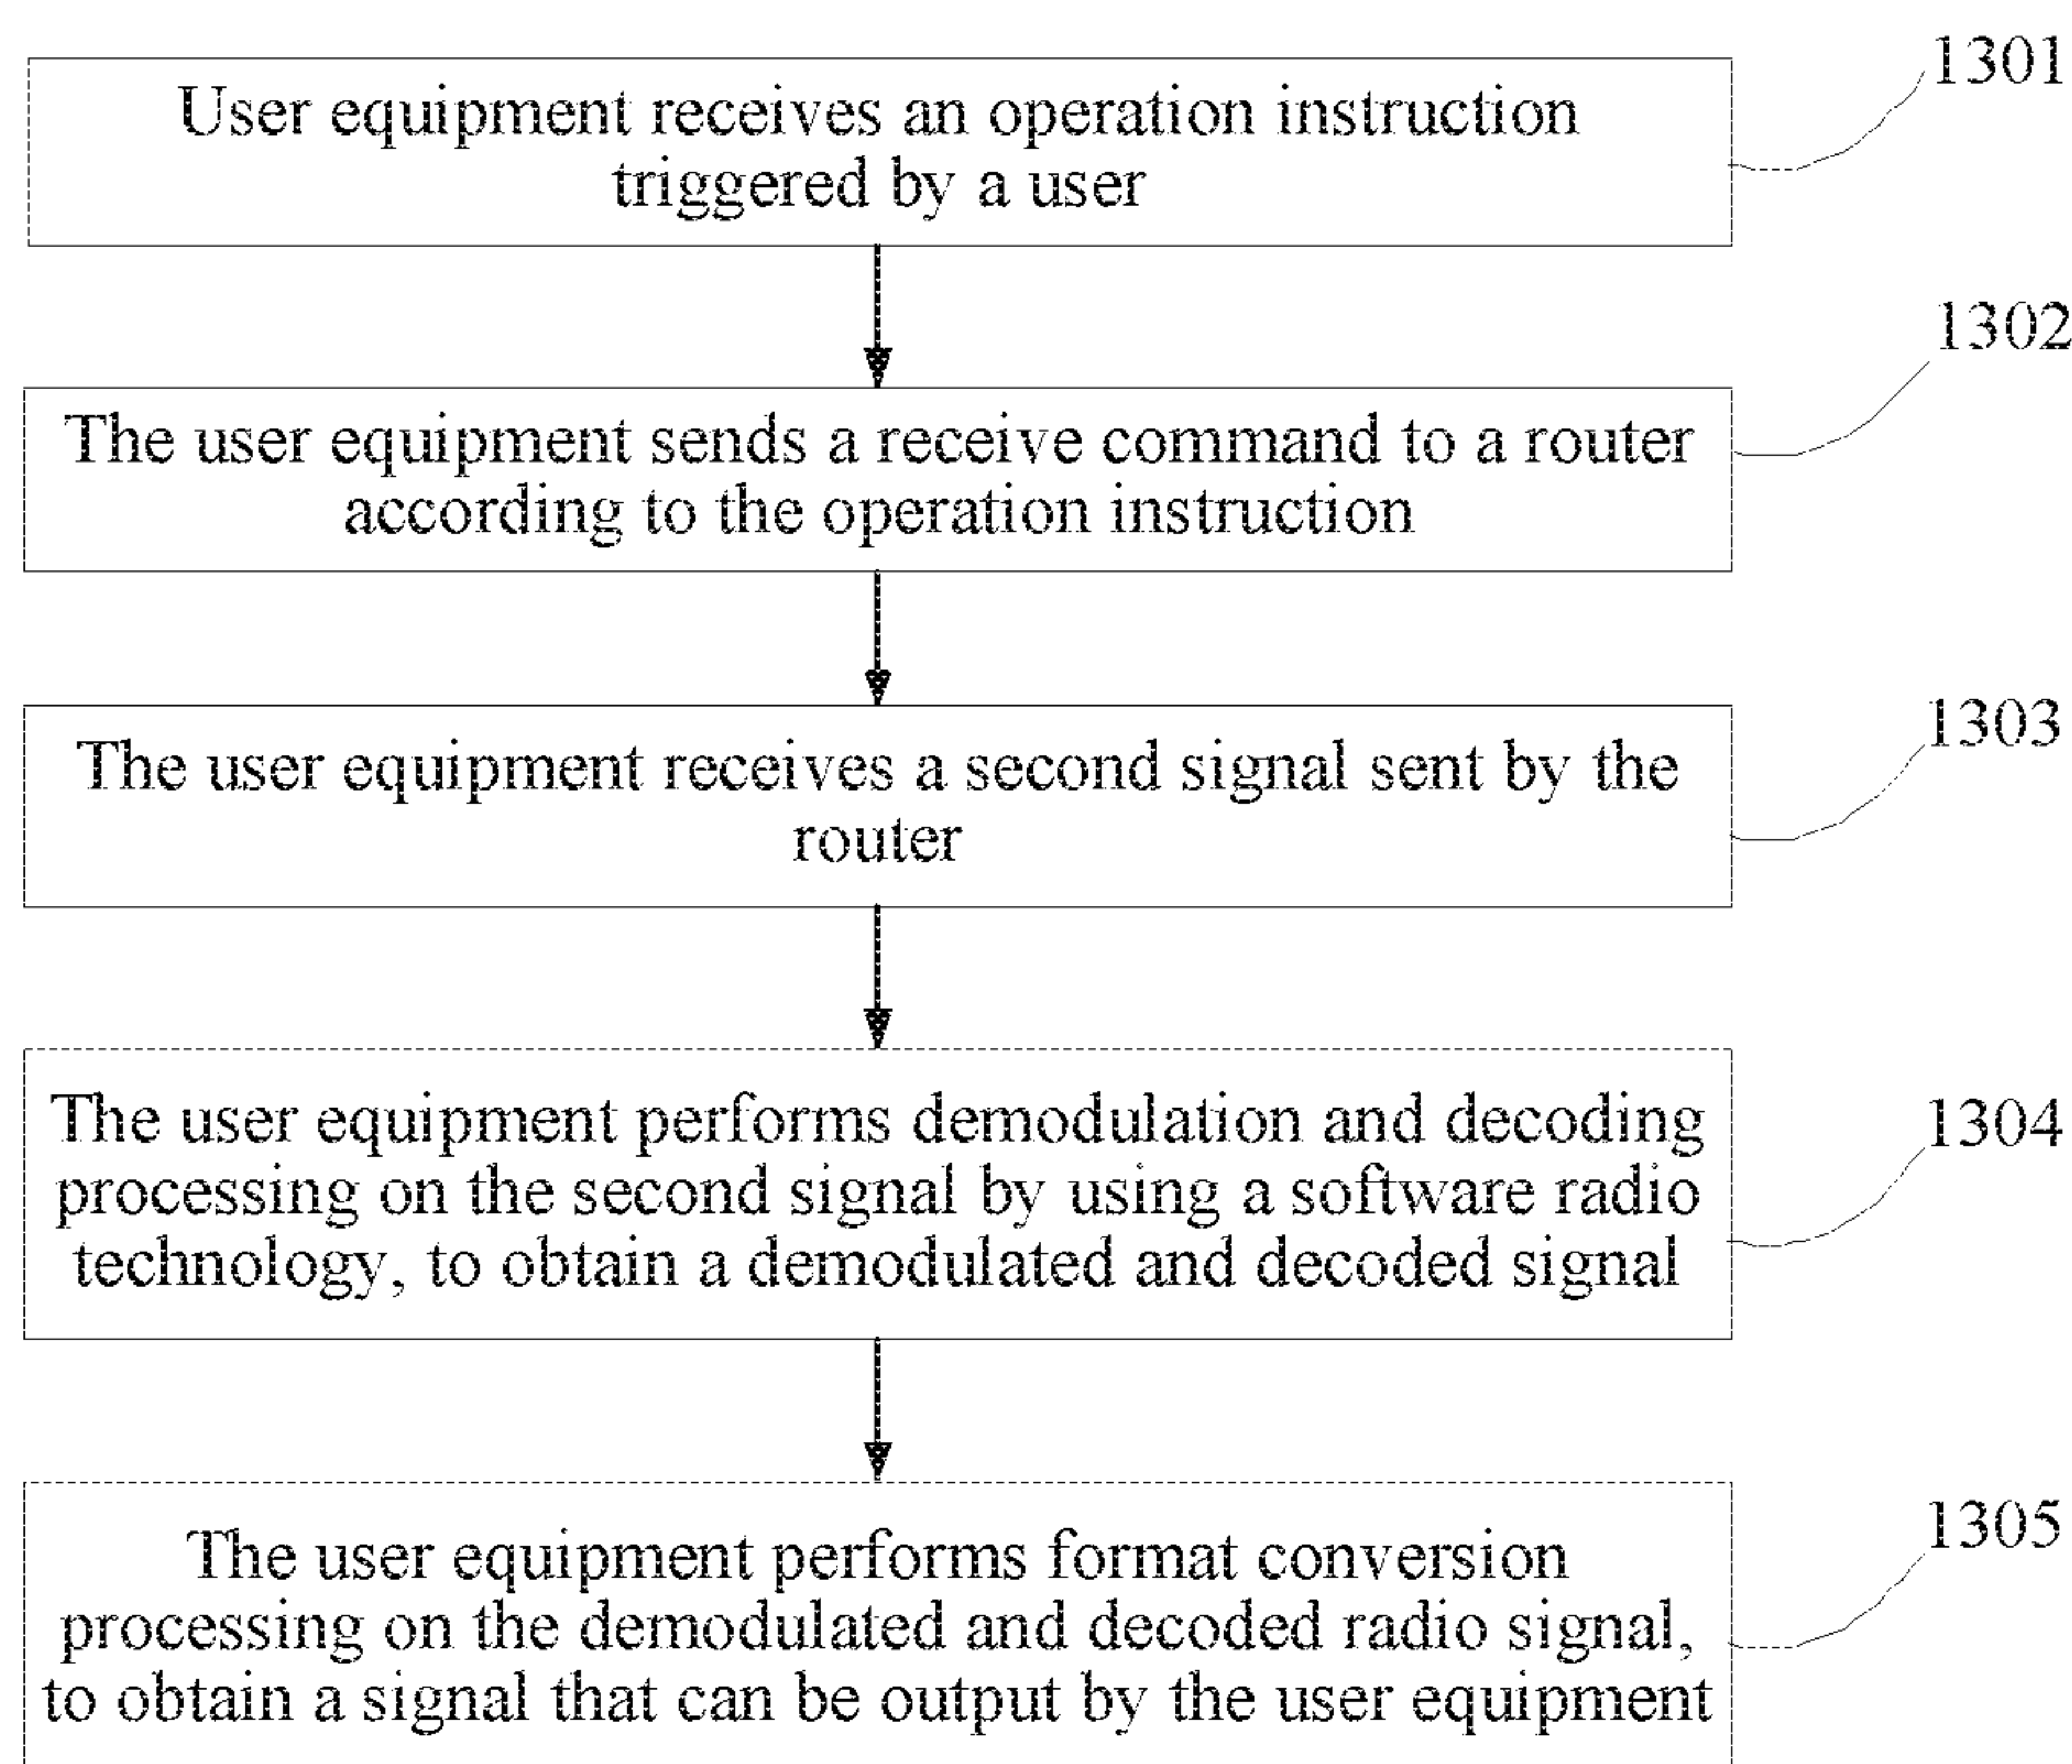 1301
User equipment receives an operation instruction
triggered by a user
1302
The user equipment sends a receive command to a router
according to the operation instruction
1303
The user equipment receives a second signal sent by the
router
1304
The user equipment performs demodulation and decoding
processing on the second signal by using a software radio
technology, to obtain a demodulated and decoded signal
1305
The user equipment performs format conversion
processing on the demodulated and decoded radio signal,
to obtain a signal that can be output by the user equipment